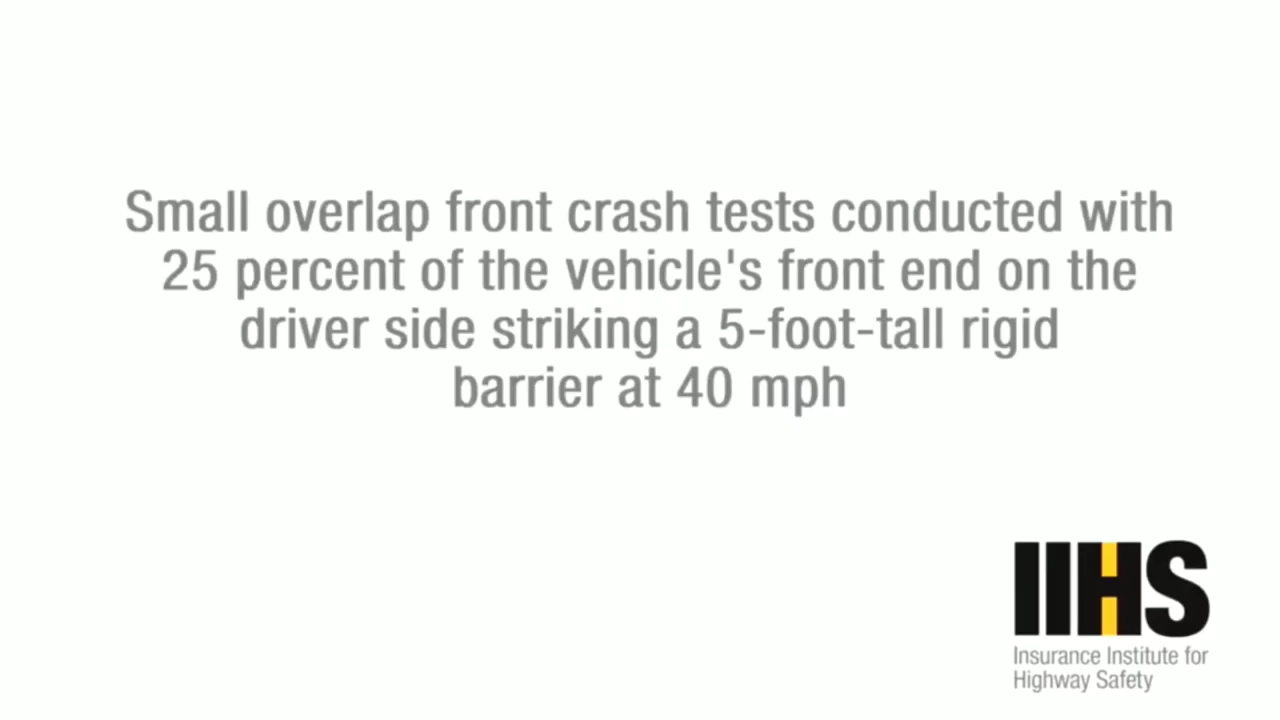 Small overlap front crash tests conducted with
25 percent of the vehicle's front end on the
driver side striking a 5-foot-tall rigid
barrier at 40 mph
IIHS
Insurance Institute for
Highway Safety